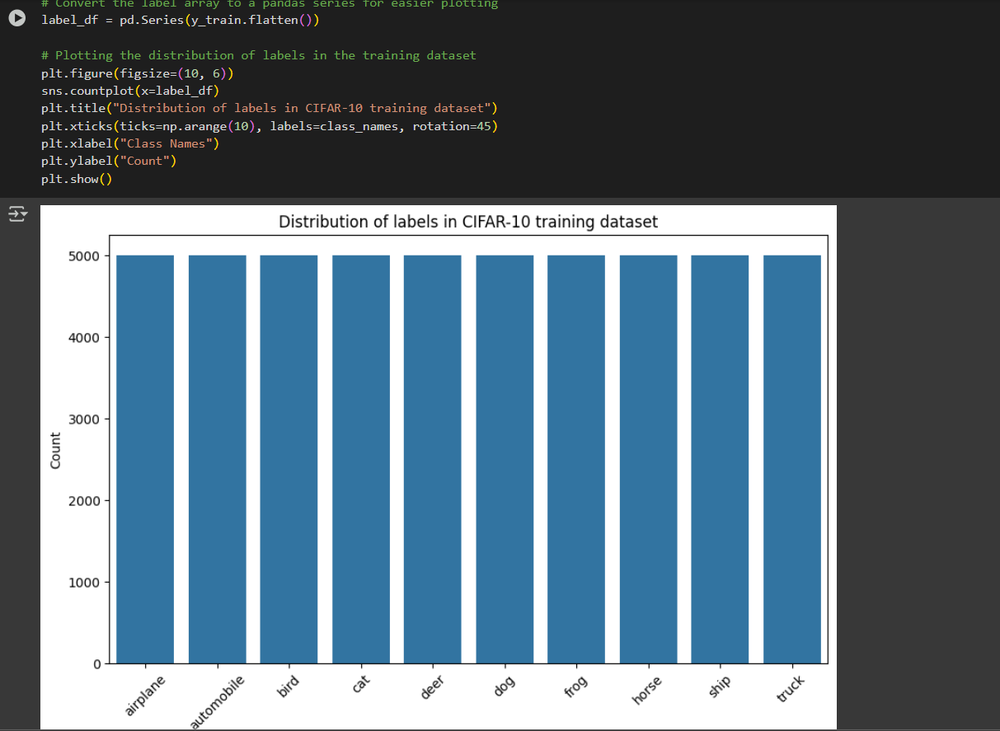 # Convert the label array to a pandas series for easier plotting
label_df = pd.Series(y_train.flatten())
# Plotting the distribution of labels in the training dataset
plt.figure(figsize=(10, 6))
sns.countplot(x=label_df)
plt.title("Distribution of labels in CIFAR-10 training dataset")
plt.xticks(ticks=np.arange(10), labels=class_names, rotation=45)
plt.xlabel("Class Names")
plt.ylabel("Count")
plt.show()
Distribution of labels in CIFAR-10 training dataset
5000
4000
3000
2000
1000
0
Count
airplane
automobile
bird
cat
deer
dog
frog
horse
ship
truck